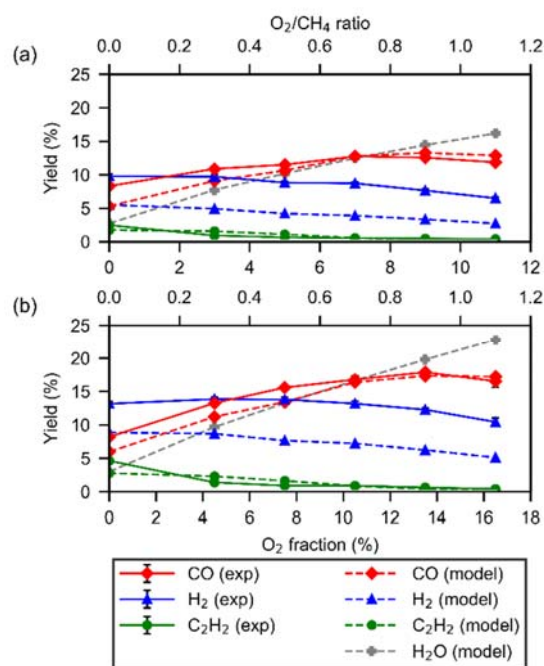 O2/CH4 ratio
(a)
0.0 0.2 0.4 0.6 0.8 1.0 1.2
25
20
15
10
5
0
Yield (%)
0 2 4 6 8 10 12
(b)
0.0 0.2 0.4 0.6 0.8 1.0 1.2
25
20
15
10
5
0
Yield (%)
0 2 4 6 8 10 12 14 16 18
O2 fraction (%)
CO (exp) CO (model)
H2 (exp) H2 (model)
C2H2 (exp) C2H2 (model)
H2O (model)